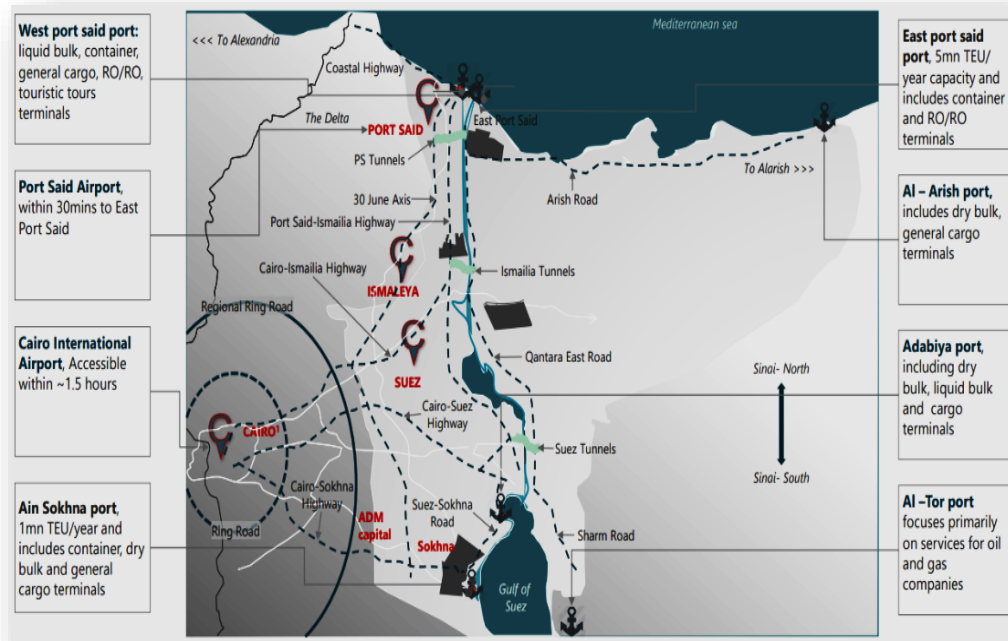 West port said port:
liquid bulk, container,
general cargo, RO/RO,
touristic tours
terminals
Port Said Airport,
within 30mins to East
Port Said
Cairo International
Airport, Accessible
within ~1.5 hours
Ain Sokhna port,
1mn TEU/year and
includes container, dry
bulk and general
cargo terminals
Mediterranean sea
<<< To Alexandria
Coastal Highway
The Delta
PORT SAID
East Port Said
PS Tunnels
To Alarish >>>
30 June Axis
Arish Road
Port Said-Ismailia Highway
Cairo-Ismailia Highway
Ismailia Tunnels
ISMALEYA
Regional Ring Road
Qantara East Road
SUEZ
Sinai- North
Cairo-Suez
Highway
CAIRO¹
Suez Tunnels
Sinai- South
Cairo-Sokhna
Highway
Suez-Sokhna
Road
ADM
capital
Ring Road
Sokhna
Sharm Road
Gulf of
Suez
East port said
port, 5mn TEU/
year capacity and
includes container
and RO/RO
terminals
Al – Arish port,
includes dry bulk,
general cargo
terminals
Adabiya port,
including dry
bulk, liquid bulk
and cargo
terminals
Al –Tor port
focuses primarily
on services for oil
and gas
companies